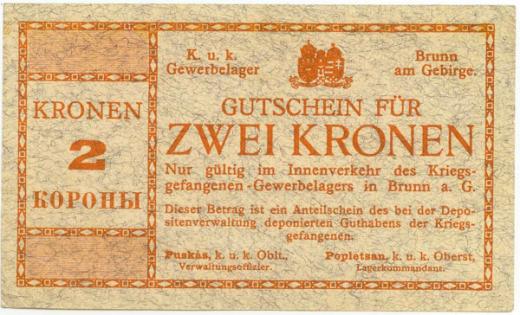 KRONEN
2
КОРОНЫ
K. u. k.
Gewerbelager
Brunn
am Gebirge.
GUTSCHEIN FÜR
ZWEI KRONEN
Nur gültig im Innenverkehr des Kriegs-
gefangenen-Gewerbelagers in Brunn a. G.
Dieser Betrag ist ein Anteilschein des bei der Depo-
sitenverwaltung deponierten Guthabens der Kriegs-
gefangenen.
Puskás, k. u. k. Oblt.,
Verwaltungsoffizier.
Popletsan, k. u. k. Oberst,
Lagerkommandant.